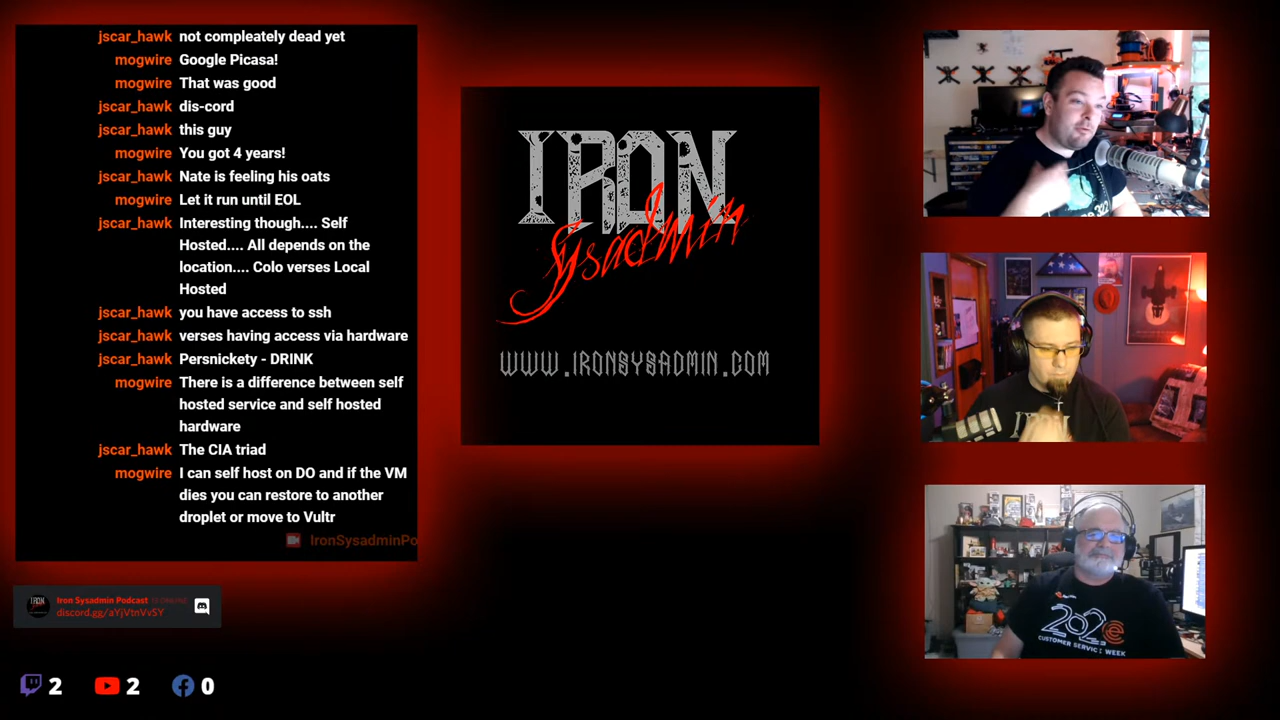 jscar_hawk not compleately dead yet
mogwire Google Picasa!
mogwire That was good
jscar_hawk dis-cord
jscar_hawk this guy
mogwire You got 4 years!
jscar_hawk Nate is feeling his oats
mogwire Let it run until EOL
jscar_hawk Interesting though.... Self
Hosted.... All depends on the
location.... Colo verses Local
Hosted
jscar_hawk you have access to ssh
jscar_hawk verses having access via hardware
jscar_hawk Persnickety - DRINK
mogwire There is a difference between self
hosted service and self hosted
hardware
jscar_hawk The CIA triad
mogwire I can self host on DO and if the VM
dies you can restore to another
droplet or move to Vultr
IronSysadminPo
Iron Sysadmin Podcast
discord.gg/aYjVtnVvSY
2
2
0
IRON
Sysadmin
WWW.IRONSYSADMIN.COM
202e
CUSTOMER SERVICE WEEK